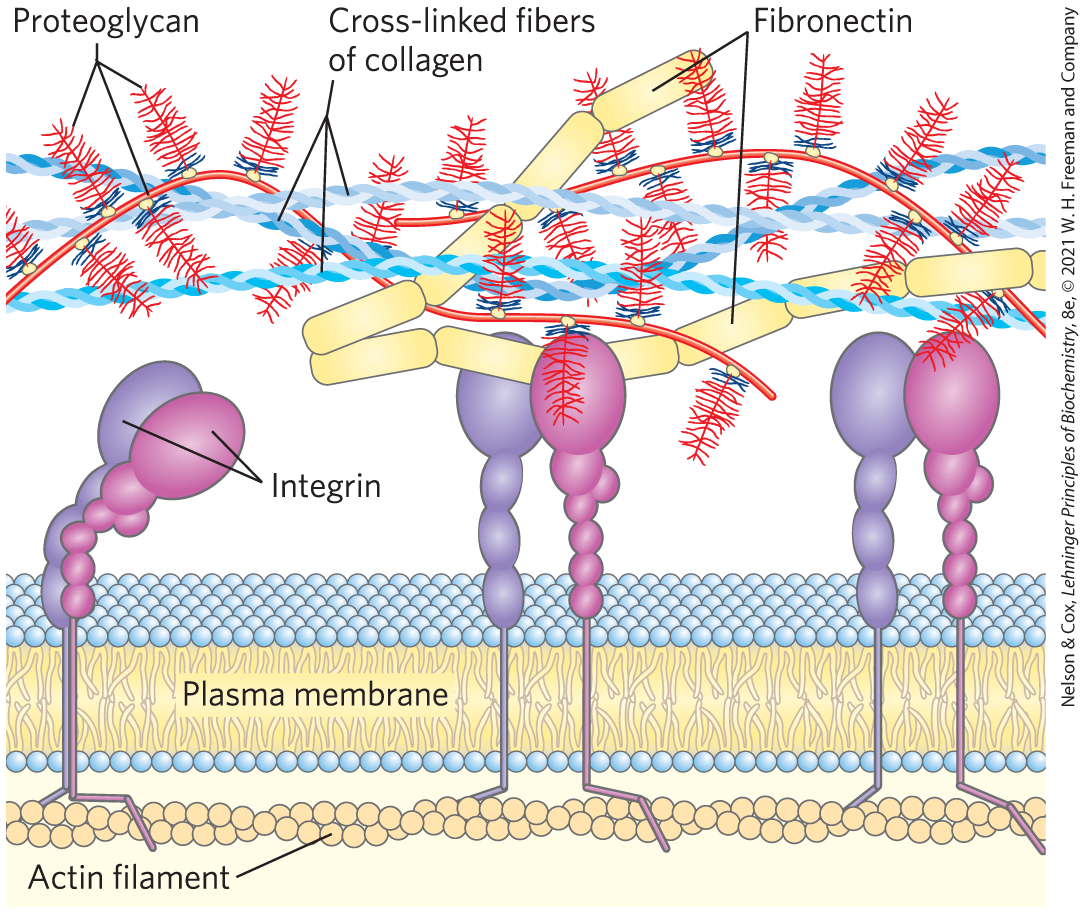 Proteoglycan
Cross-linked fibers
of collagen
Fibronectin
Integrin
Plasma membrane
Actin filament
Nelson & Cox, Lehninger Principles of Biochemistry, 8e, © 2021 W. H. Freeman and Company